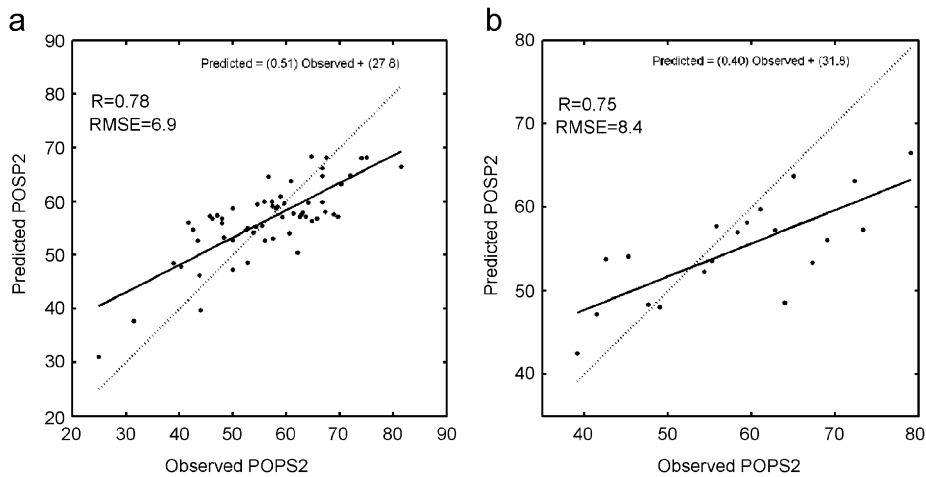 a
90
80
70
60
50
40
30
20
20 30 40 50 60 70 80 90
Predicted = (0.51) Observed + (27.8)
R=0.78
RMSE=6.9
Predicted POSP2
Observed POPS2
b
80
70
60
50
40
40 50 60 70 80
Predicted = (0.40) Observed + (31.8)
R=0.75
RMSE=8.4
Predicted POSP2
Observed POPS2